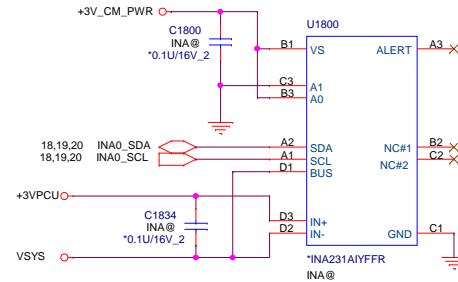 +3V_CM_PWR
C1800
INA@
*0.1U/16V_2
U1800
B1 VS ALERT A3
C3 A1
B3 A0
18,19,20 INA0_SDA A2 SDA NC#1 B2
18,19,20 INA0_SCL A1 SCL NC#2 C2
D1 BUS
+3VPCU
C1834
INA@
*0.1U/16V_2
D3 IN+
VSYS D2 IN- GND C1
*INA231AIYFFR
INA@